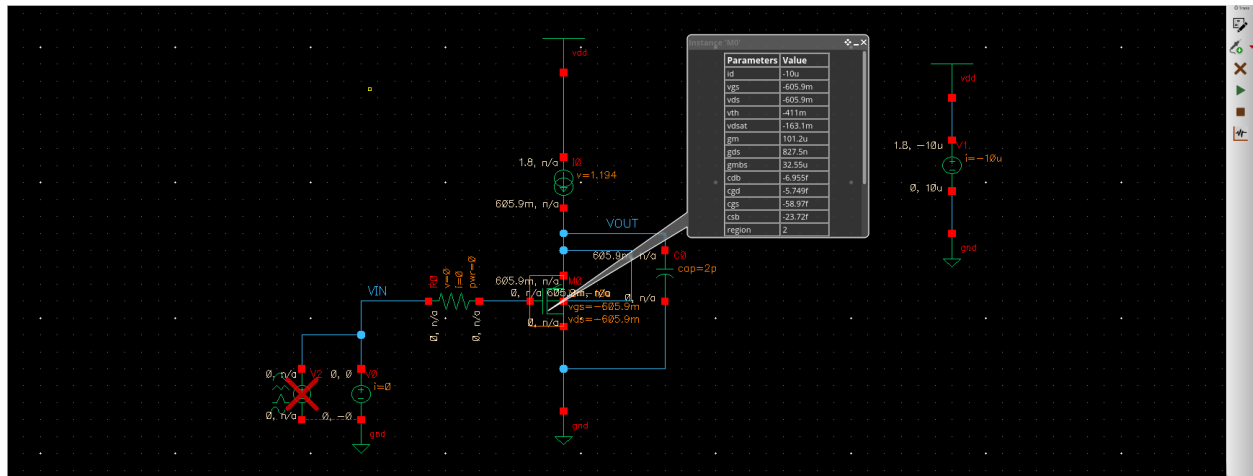 vdd
Instance 'M0'
Parameters Value
id -10u
vgs -605.9m
vds -605.9m
vth -411m
vdsat -163.1m
gm 101.2u
gds 827.5n
gmbs 32.55u
cdb -6.955f
cgd -5.749f
cgs -58.97f
csb -23.72f
region 2
vdd
1.8, -10u V1
i=-10u
0, 10u
gnd
1.8, n/a I0
v=1.194
605.9m, n/a
VOUT
605.9m, n/a C0
cap=2p
0, n/a
VIN
R0
v=0
i=0
pwr=0
0, n/a
0, n/a
605.9m, n/a M0
0, n/a
vgs=-605.9m
vds=-605.9m
0, n/a
0, n/a V2
0, n/a
0, 0 V0
i=0
0, -0
gnd
gnd